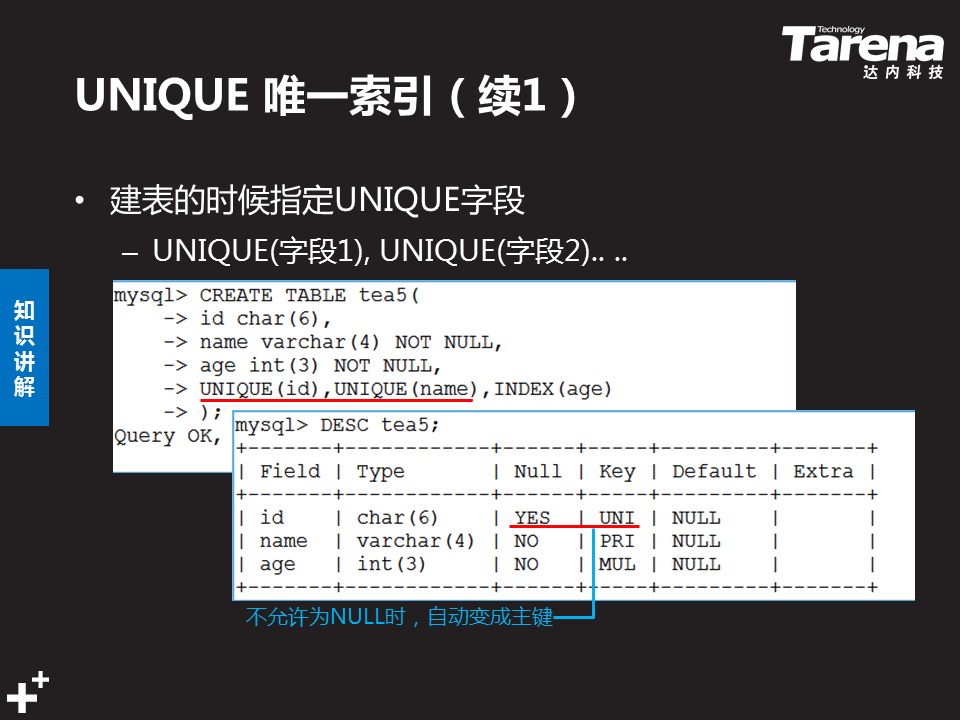 Technology
Tarena
达内科技
UNIQUE 唯一索引（续1）
• 建表的时候指定UNIQUE字段
– UNIQUE(字段1), UNIQUE(字段2).. ..
知识讲解
mysql> CREATE TABLE tea5(
-> id char(6),
-> name varchar(4) NOT NULL,
-> age int(3) NOT NULL,
-> UNIQUE(id),UNIQUE(name),INDEX(age)
-> );
Query OK,
mysql> DESC tea5;
+-------+------------+------+-----+---------+-------+
| Field | Type       | Null | Key | Default | Extra |
+-------+------------+------+-----+---------+-------+
| id    | char(6)    | YES  | UNI | NULL    |       |
| name  | varchar(4) | NO   | PRI | NULL    |       |
| age   | int(3)     | NO   | MUL | NULL    |       |
+-------+------------+------+-----+---------+-------+
不允许为NULL时，自动变成主键